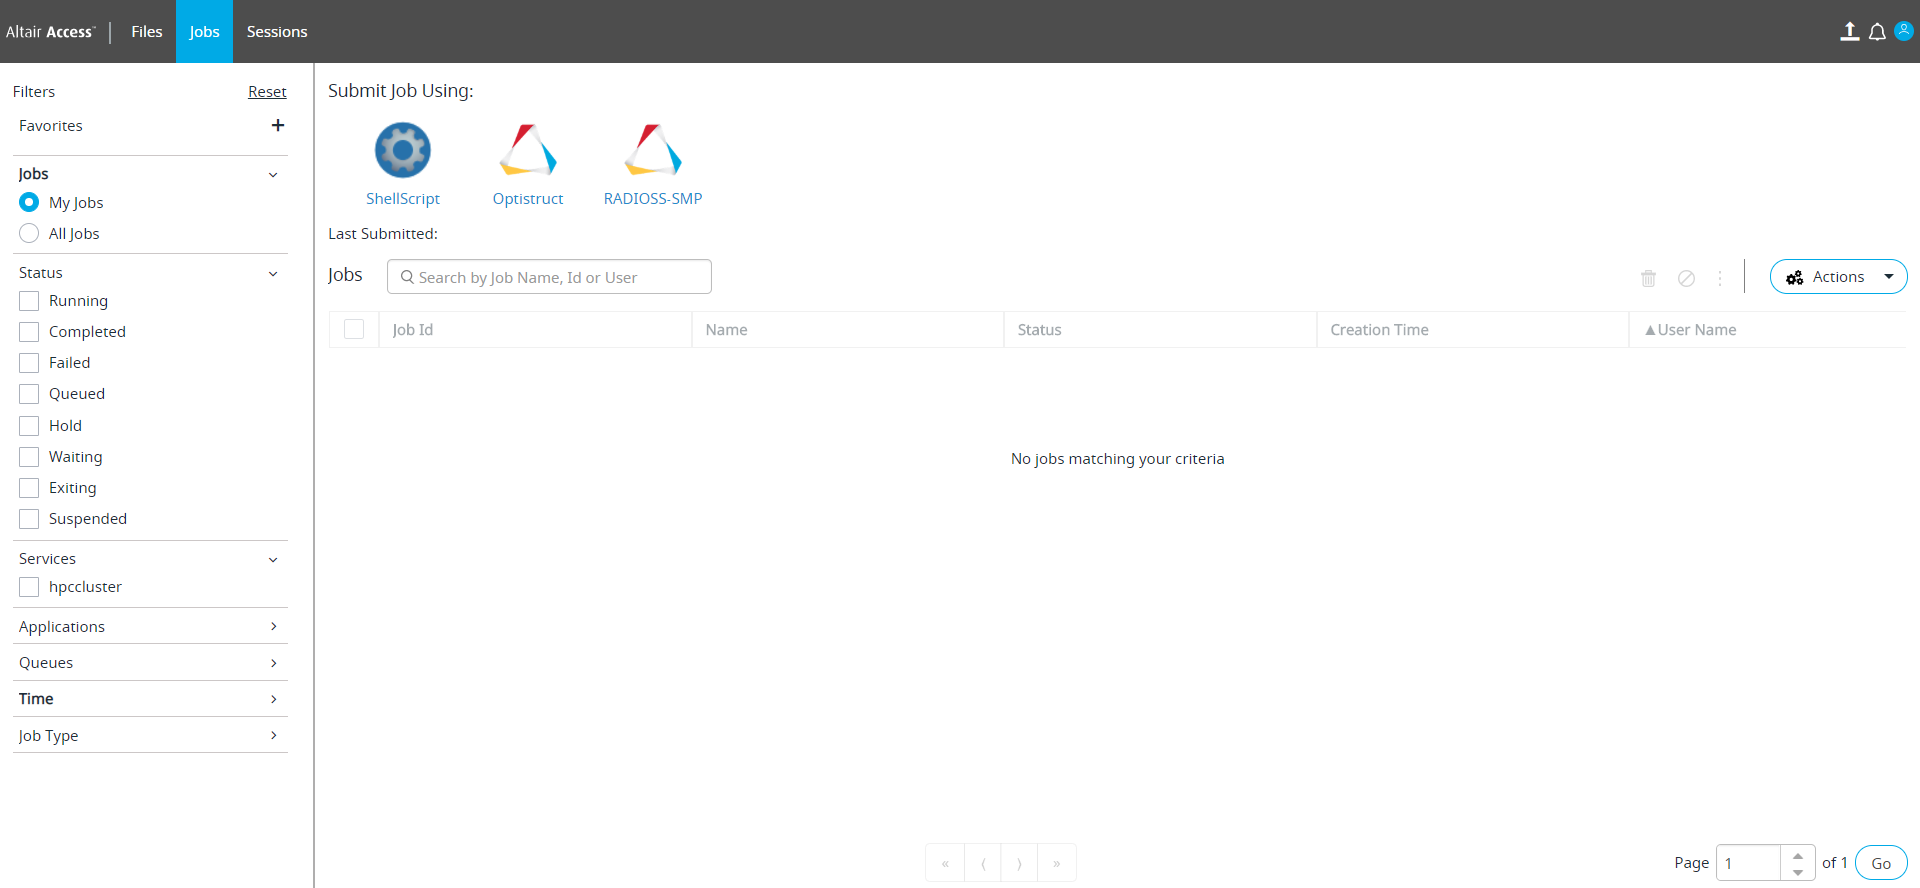 Altair Access™ | Files Jobs Sessions
Filters Reset
Favorites +
Jobs
My Jobs
All Jobs
Status
Running
Completed
Failed
Queued
Hold
Waiting
Exiting
Suspended
Services
hpccluster
Applications
Queues
Time
Job Type
Submit Job Using:
ShellScript Optistruct RADIOSS-SMP
Last Submitted:
Jobs Search by Job Name, Id or User Actions
Job Id Name Status Creation Time ▲User Name
No jobs matching your criteria
« ⟨ ⟩ » Page 1 of 1 Go